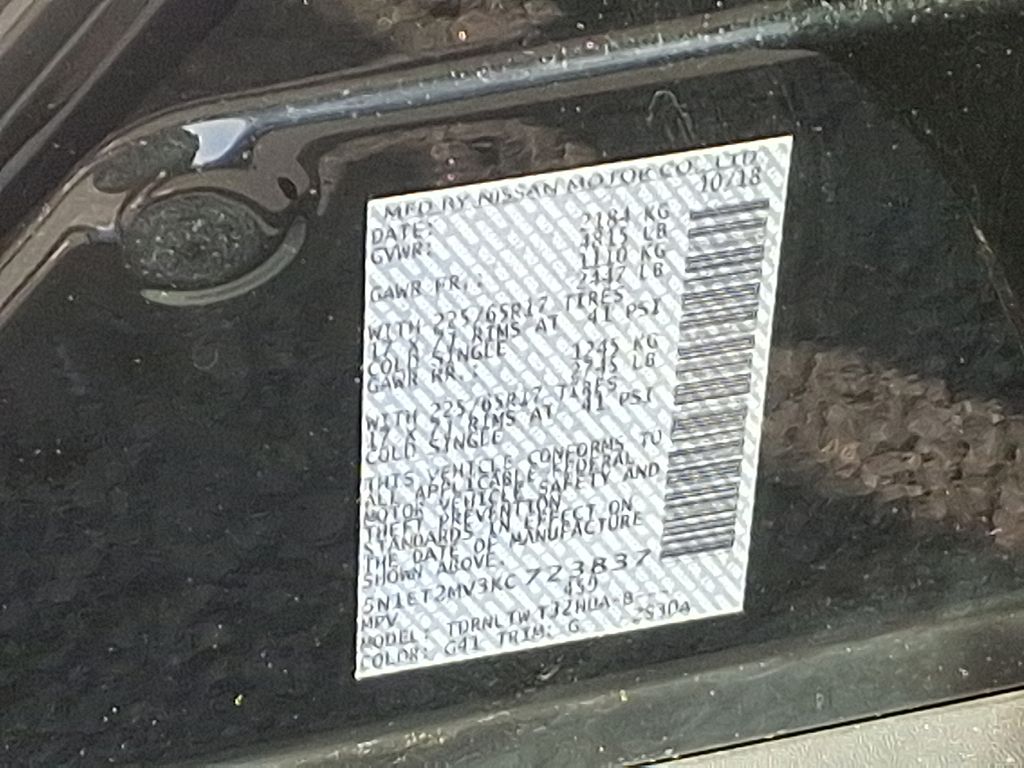 MFD BY NISSAN MOTOR CO., LTD.
DATE: 10/18
GVWR: 2184 KG
4815 LB
GAWR FR.: 1110 KG
2447 LB
WITH 225/65R17 TIRES
17 X 7J RIMS AT 41 PSI
COLD SINGLE
GAWR RR.: 1245 KG
2745 LB
WITH 225/65R17 TIRES
17 X 7J RIMS AT 41 PSI
COLD SINGLE
THIS VEHICLE CONFORMS TO
ALL APPLICABLE FEDERAL
MOTOR VEHICLE SAFETY AND
THEFT PREVENTION
STANDARDS IN EFFECT ON
THE DATE OF MANUFACTURE
SHOWN ABOVE.
5N1ET2MV3KC 723837
MPV
MODEL:
COLOR: G41 TRIM: G